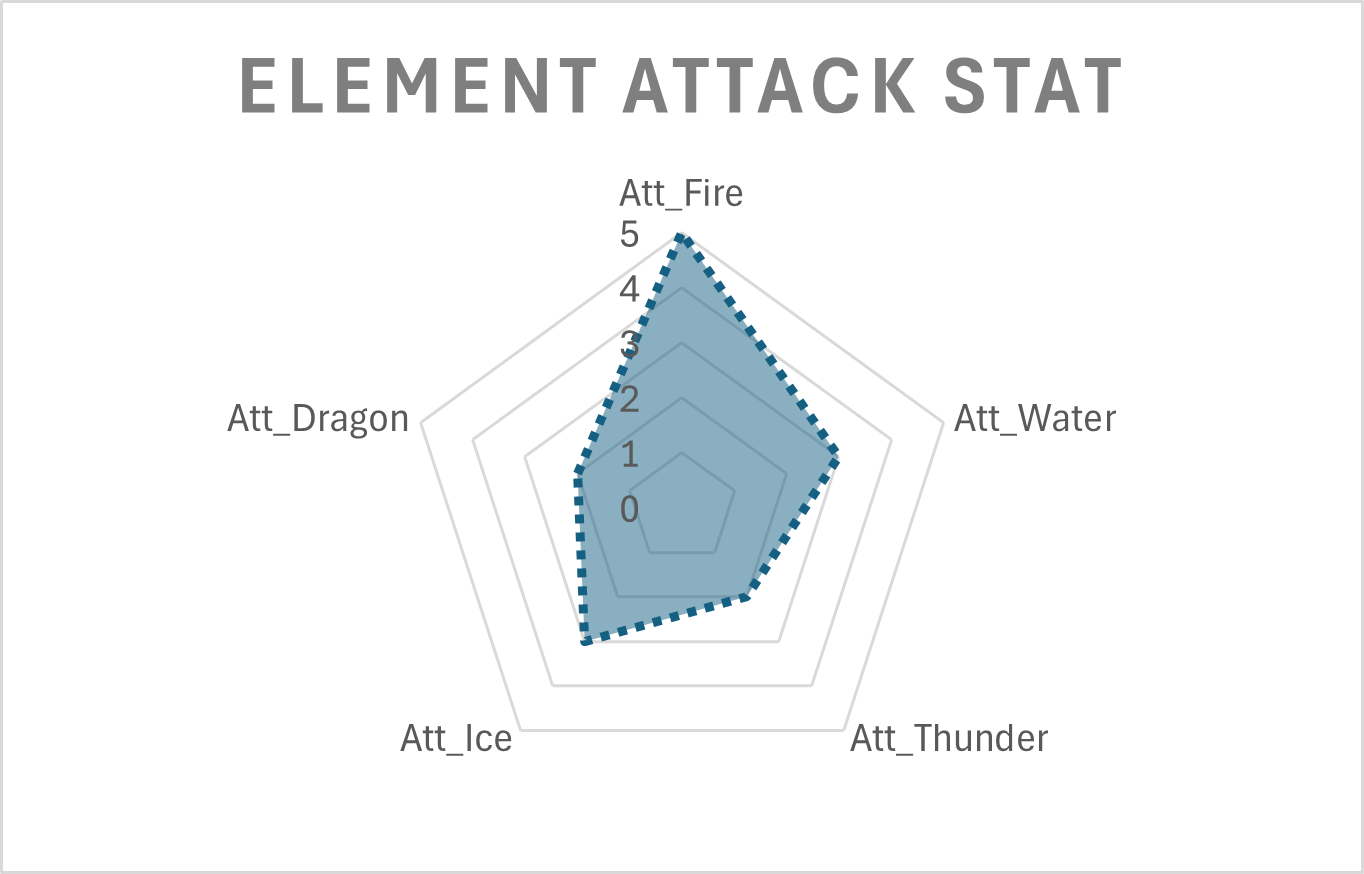 ELEMENT ATTACK STAT
Att_Fire
5
4
3
2
1
0
Att_Dragon
Att_Water
Att_Ice
Att_Thunder